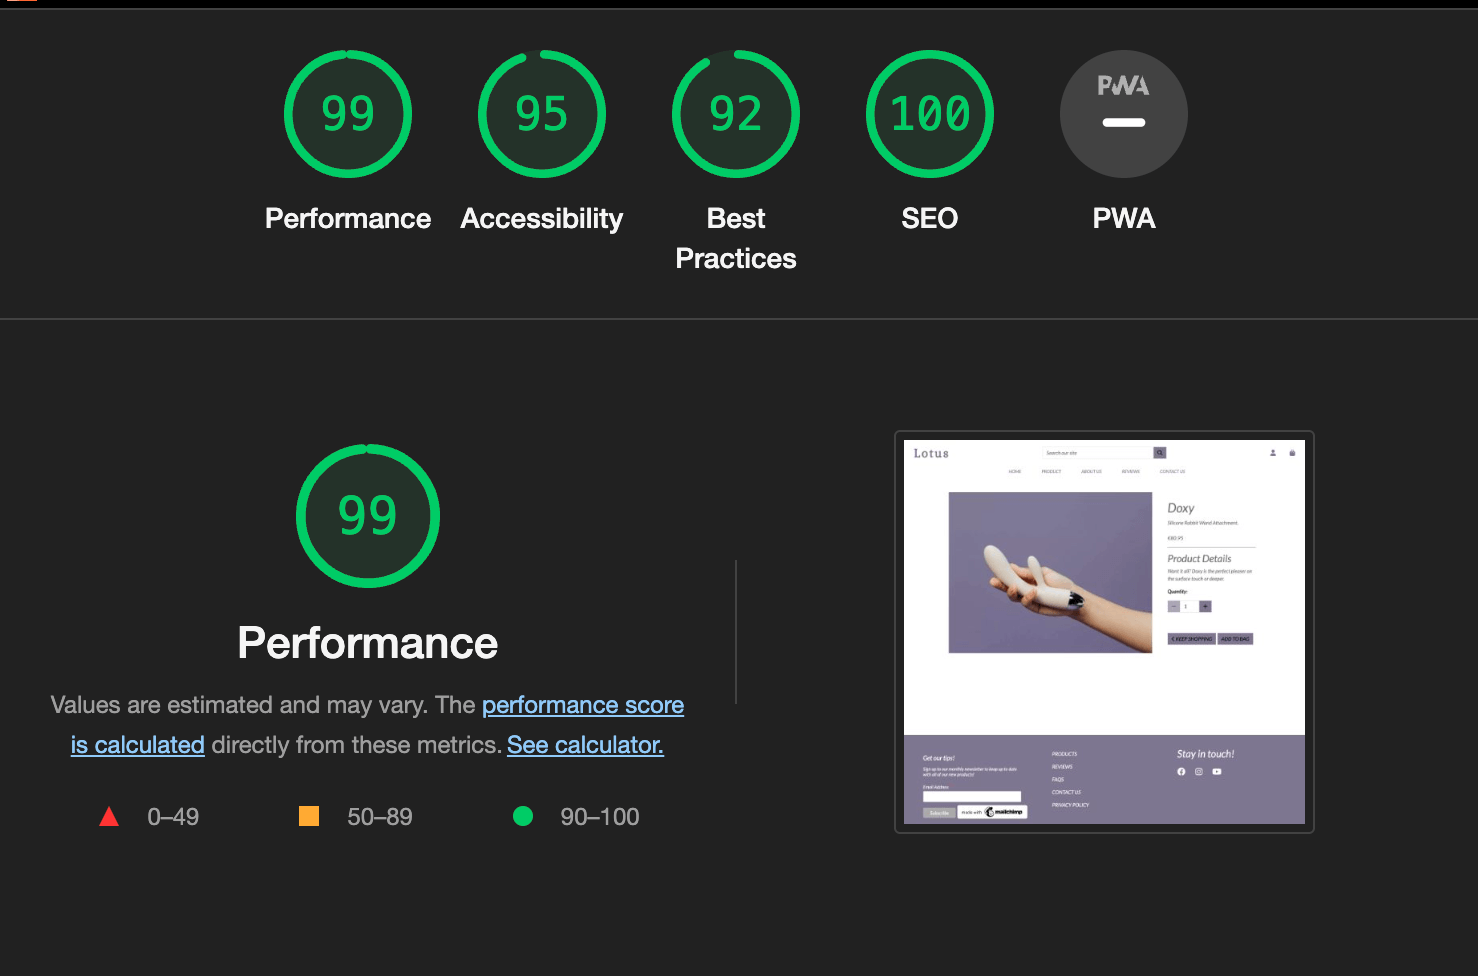 99
95
92
100
PWA
Performance
Accessibility
Best
Practices
SEO
PWA
99
Performance
Values are estimated and may vary. The performance score
is calculated directly from these metrics. See calculator.
0–49
50–89
90–100
Lotus
Search our site
HOME
PRODUCT
ABOUT US
REVIEWS
CONTACT US
Doxy
Silicone Rabbit Wand Attachment
€80.95
Product Details
Want it all? Doxy is the perfect pleaser on
the surface touch or deeper.
Quantity:
1
KEEP SHOPPING
ADD TO BAG
Get our tips!
Sign up to our monthly newsletter to keep up to date
with all of our new products!
Email Address
Subscribe
made with
mailchimp
PRODUCTS
REVIEWS
FAQS
CONTACT US
PRIVACY POLICY
Stay in touch!